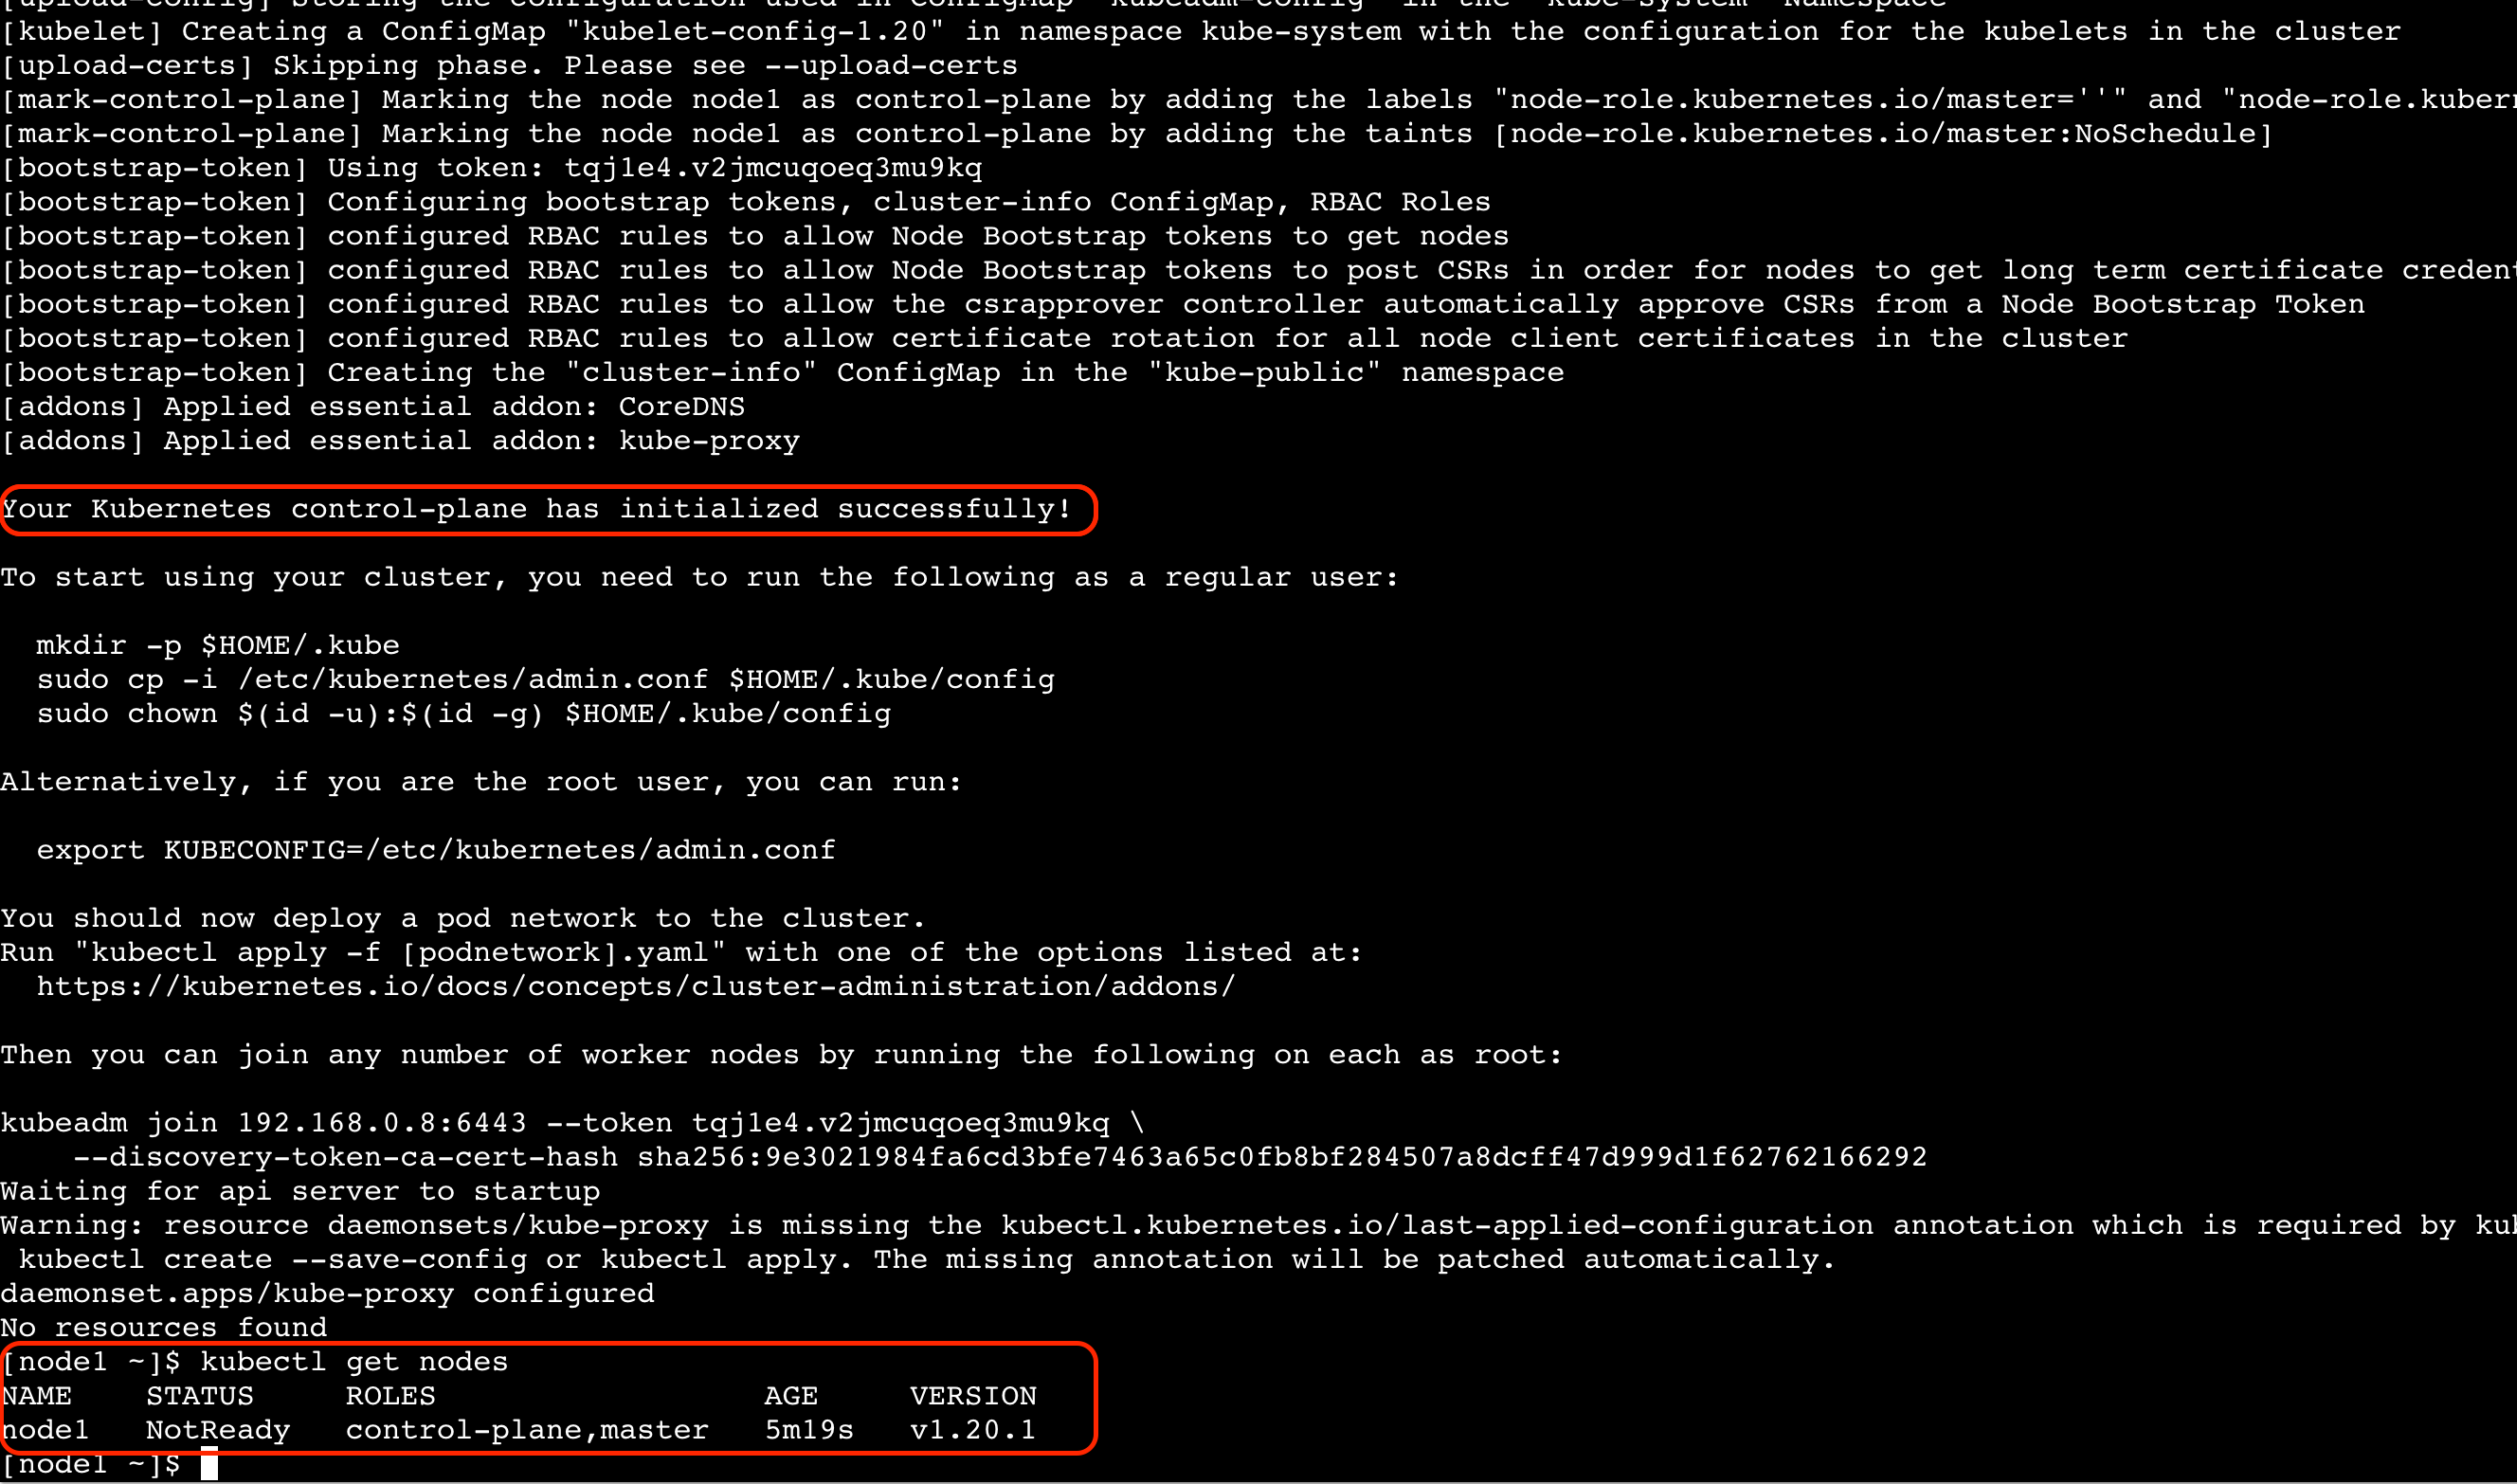 [upload-config] Storing the configuration used in ConfigMap "kubeadm-config" in the "kube-system" Namespace
[kubelet] Creating a ConfigMap "kubelet-config-1.20" in namespace kube-system with the configuration for the kubelets in the cluster
[upload-certs] Skipping phase. Please see --upload-certs
[mark-control-plane] Marking the node node1 as control-plane by adding the labels "node-role.kubernetes.io/master=''" and "node-role.kuber
[mark-control-plane] Marking the node node1 as control-plane by adding the taints [node-role.kubernetes.io/master:NoSchedule]
[bootstrap-token] Using token: tqj1e4.v2jmcuqoeq3mu9kq
[bootstrap-token] Configuring bootstrap tokens, cluster-info ConfigMap, RBAC Roles
[bootstrap-token] configured RBAC rules to allow Node Bootstrap tokens to get nodes
[bootstrap-token] configured RBAC rules to allow Node Bootstrap tokens to post CSRs in order for nodes to get long term certificate creden
[bootstrap-token] configured RBAC rules to allow the csrapprover controller automatically approve CSRs from a Node Bootstrap Token
[bootstrap-token] configured RBAC rules to allow certificate rotation for all node client certificates in the cluster
[bootstrap-token] Creating the "cluster-info" ConfigMap in the "kube-public" namespace
[addons] Applied essential addon: CoreDNS
[addons] Applied essential addon: kube-proxy
Your Kubernetes control-plane has initialized successfully!
To start using your cluster, you need to run the following as a regular user:
mkdir -p $HOME/.kube
sudo cp -i /etc/kubernetes/admin.conf $HOME/.kube/config
sudo chown $(id -u):$(id -g) $HOME/.kube/config
Alternatively, if you are the root user, you can run:
export KUBECONFIG=/etc/kubernetes/admin.conf
You should now deploy a pod network to the cluster.
Run "kubectl apply -f [podnetwork].yaml" with one of the options listed at:
https://kubernetes.io/docs/concepts/cluster-administration/addons/
Then you can join any number of worker nodes by running the following on each as root:
kubeadm join 192.168.0.8:6443 --token tqj1e4.v2jmcuqoeq3mu9kq \
--discovery-token-ca-cert-hash sha256:9e3021984fa6cd3bfe7463a65c0fb8bf284507a8dcff47d999d1f62762166292
Waiting for api server to startup
Warning: resource daemonsets/kube-proxy is missing the kubectl.kubernetes.io/last-applied-configuration annotation which is required by ku
kubectl create --save-config or kubectl apply. The missing annotation will be patched automatically.
daemonset.apps/kube-proxy configured
No resources found
[node1 ~]$ kubectl get nodes
NAME STATUS ROLES AGE VERSION
node1 NotReady control-plane,master 5m19s v1.20.1
[node1 ~]$